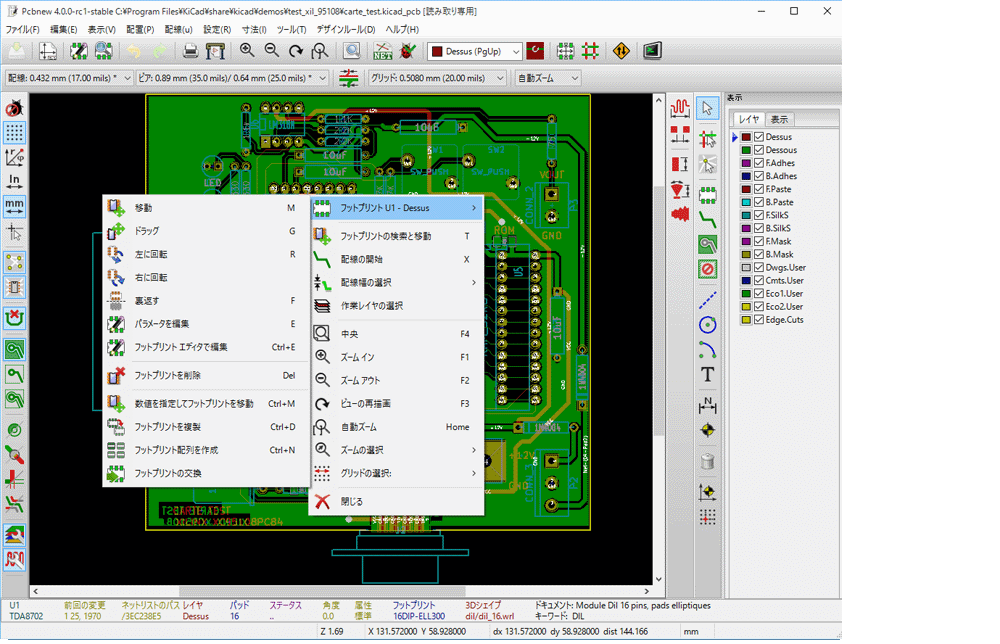 Pcbnew 4.0.0-rc1-stable C:¥Program Files¥KiCad¥share¥kicad¥demos¥test_xil_95108¥carte_test.kicad_pcb [読み取り専用]
ファイル(F) 編集(E) 表示(V) 配置(P) 配線(u) 設定(R) 寸法(I) ツール(T) デザインルール(D) ヘルプ(H)
NET Dessus (PgUp)
配線: 0.432 mm (17.00 mils) * ビア: 0.89 mm (35.0 mils)/ 0.64 mm (25.0 mils) * グリッド: 0.5080 mm (20.00 mils) 自動ズーム
In
mm
表示
レイヤ 表示
Dessus
Dessous
F.Adhes
B.Adhes
F.Paste
B.Paste
F.SilkS
B.SilkS
F.Mask
B.Mask
Dwgs.User
Cmts.User
Eco1.User
Eco2.User
Edge.Cuts
T
N
10uF
SW2
10uF
10uF
SW_PUSH
SW_PUSH
LED
VOUT
CONN_2
P3
GND
ROM
U5
10uF
+12V
GND
CONN_3
P2
移動 M
ドラッグ G
左に回転 R
右に回転
裏返す F
パラメータを編集 E
フットプリント エディタで編集 Ctrl+E
フットプリントを削除 Del
数値を指定してフットプリントを移動 Ctrl+M
フットプリントを複製 Ctrl+D
フットプリント配列を作成 Ctrl+N
フットプリントの交換
フットプリント U1 - Dessus
フットプリントの検索と移動 T
配線の開始 X
配線幅の選択
作業レイヤの選択
中央 F4
ズーム イン F1
ズーム アウト F2
ビューの再描画 F3
自動ズーム Home
ズームの選択
グリッドの選択:
閉じる
U1 前回の変更 ネットリストのパス レイヤ パッド ステータス 角度 属性 フットプリント 3Dシェイプ ドキュメント: Module Dil 16 pins, pads elliptiques
TDA8702 1 25, 1970 /3EC238E5 Dessus 16 .. 0.0 標準 16DIP-ELL300 dil/dil_16.wrl キーワード: DIL
Z 1.69 X 131.572000 Y 58.928000 dx 131.572000 dy 58.928000 dist 144.166 mm